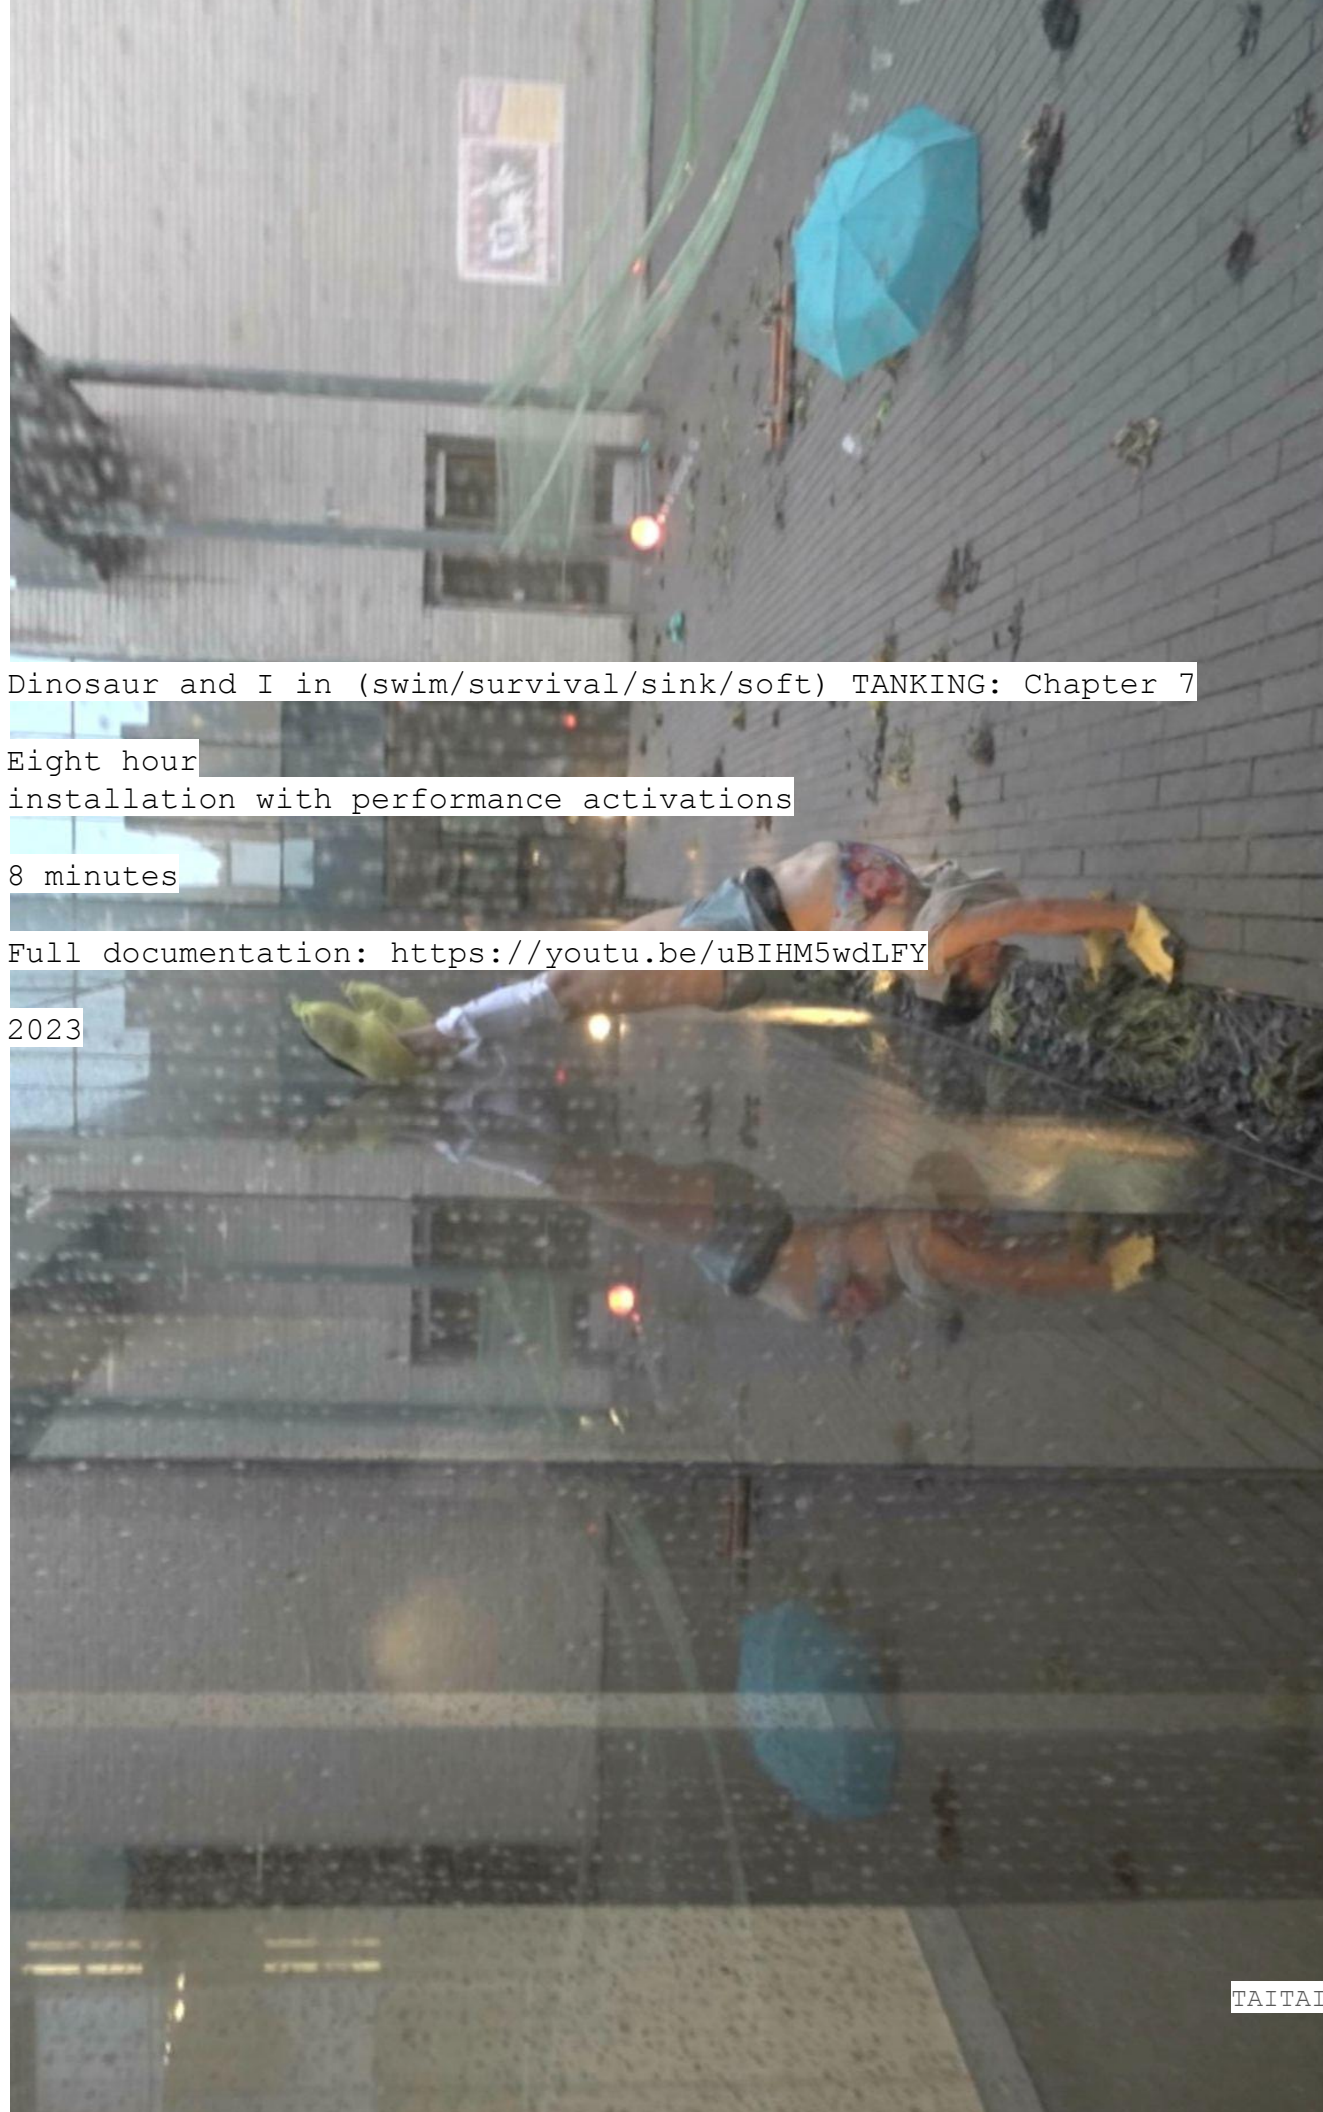 Dinosaur and I in (swim/survival/sink/soft) TANKING: Chapter 7
Eight hour
installation with performance activations
8 minutes
Full documentation: https://youtu.be/uBIHM5wdLFY
2023
TAITAI